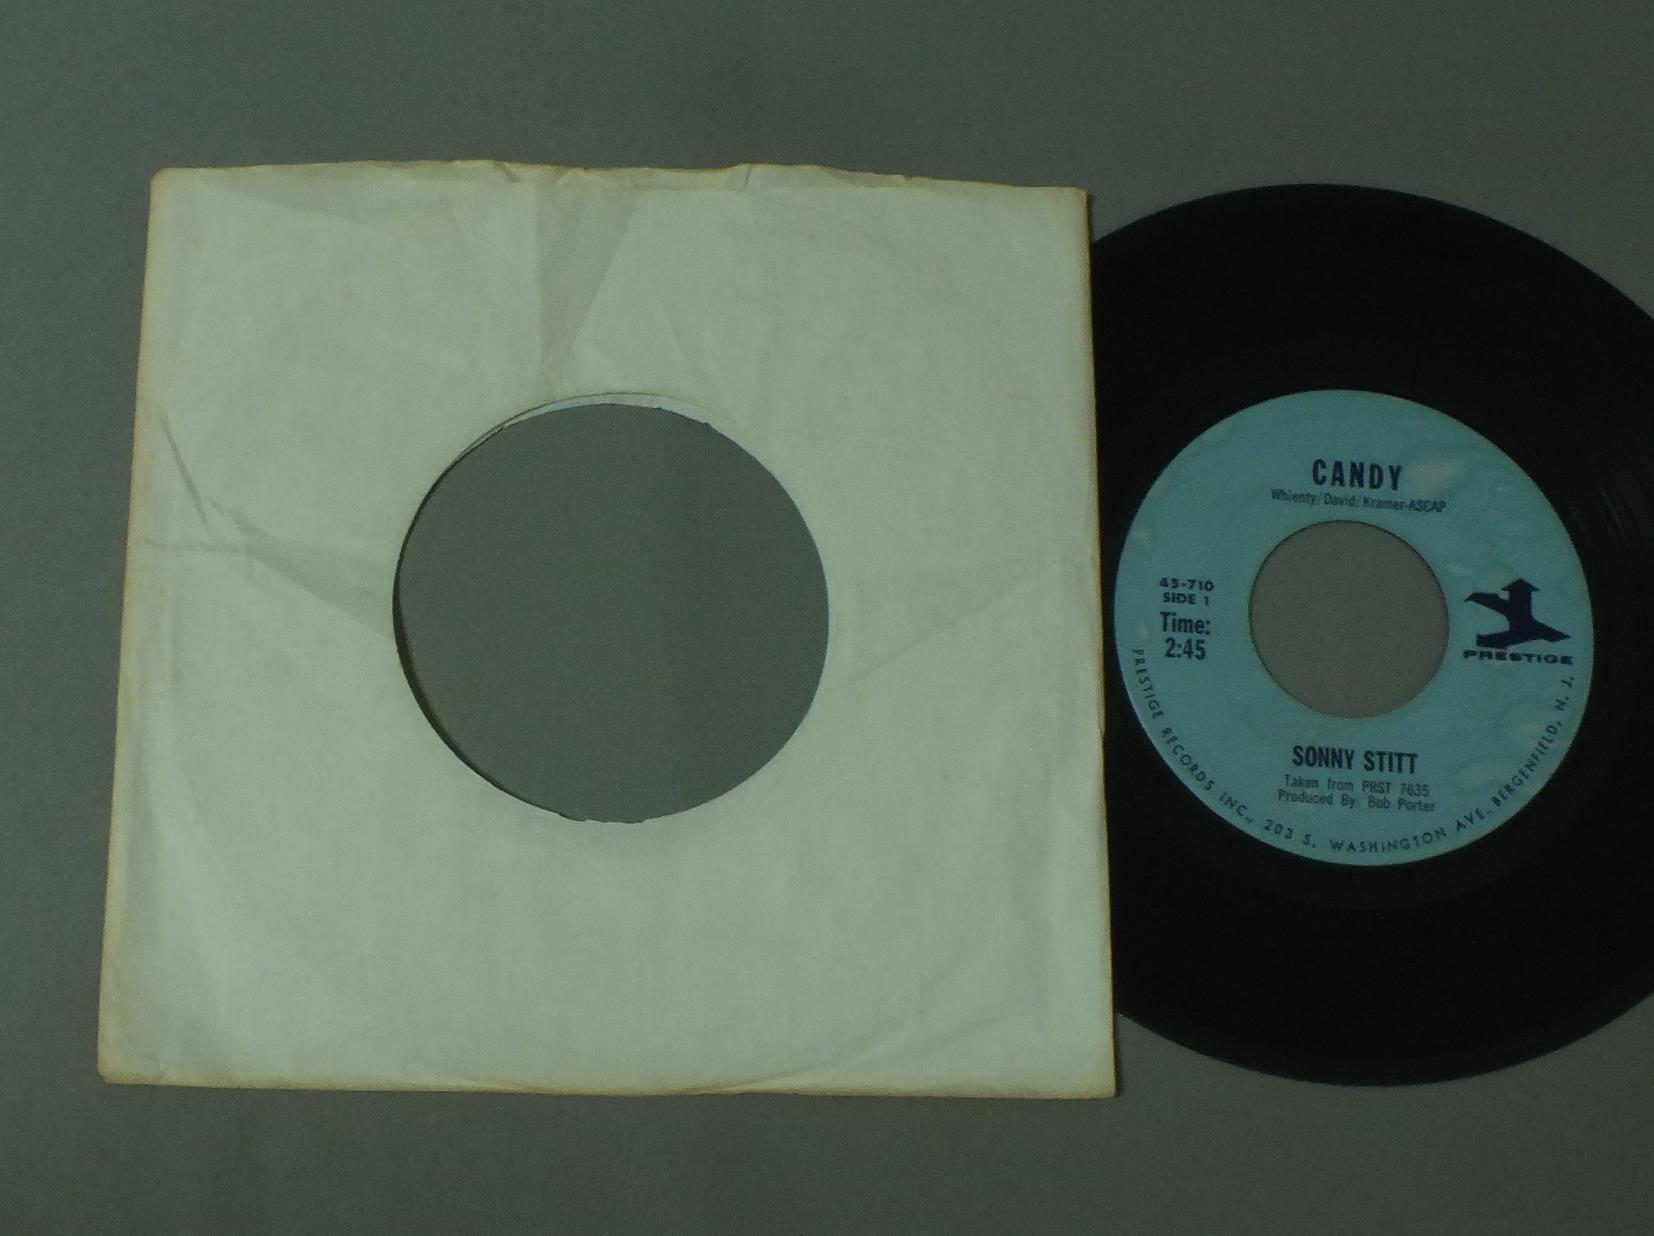 CANDY
Whienty/David/Kramer-ASCAP
45-710
SIDE 1
Time:
2:45
PRESTIGE
SONNY STITT
Taken from PRST 7635
Produced By: Bob Porter
PRESTIGE RECORDS INC., 203 S. WASHINGTON AVE., BERGENFIELD, N. J.